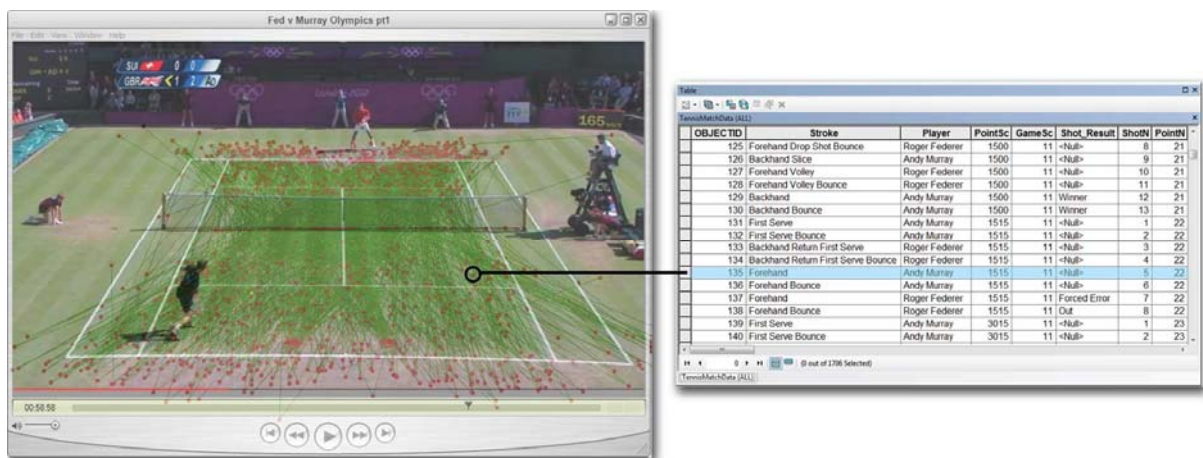 Fed v Murray Olympics pt1
File Edit View Window Help
SUI 0 0
GBR 1 2 AD
165
00:58:58
Table
TennisMatchData (ALL)
OBJECTID Stroke Player PointSc GameSc Shot_Result ShotN PointN
125 Forehand Drop Shot Bounce Roger Federer 1500 11 <Null> 8 21
126 Backhand Slice Andy Murray 1500 11 <Null> 9 21
127 Forehand Volley Roger Federer 1500 11 <Null> 10 21
128 Forehand Volley Bounce Roger Federer 1500 11 <Null> 11 21
129 Backhand Andy Murray 1500 11 Winner 12 21
130 Backhand Bounce Andy Murray 1500 11 Winner 13 21
131 First Serve Andy Murray 1515 11 <Null> 1 22
132 First Serve Bounce Andy Murray 1515 11 <Null> 2 22
133 Backhand Return First Serve Roger Federer 1515 11 <Null> 3 22
134 Backhand Return First Serve Bounce Roger Federer 1515 11 <Null> 4 22
135 Forehand Andy Murray 1515 11 <Null> 5 22
136 Forehand Bounce Andy Murray 1515 11 <Null> 6 22
137 Forehand Roger Federer 1515 11 Forced Error 7 22
138 Forehand Bounce Roger Federer 1515 11 Out 8 22
139 First Serve Andy Murray 3015 11 <Null> 1 23
140 First Serve Bounce Andy Murray 3015 11 <Null> 2 23
0 (0 out of 1706 Selected)
TennisMatchData (ALL)